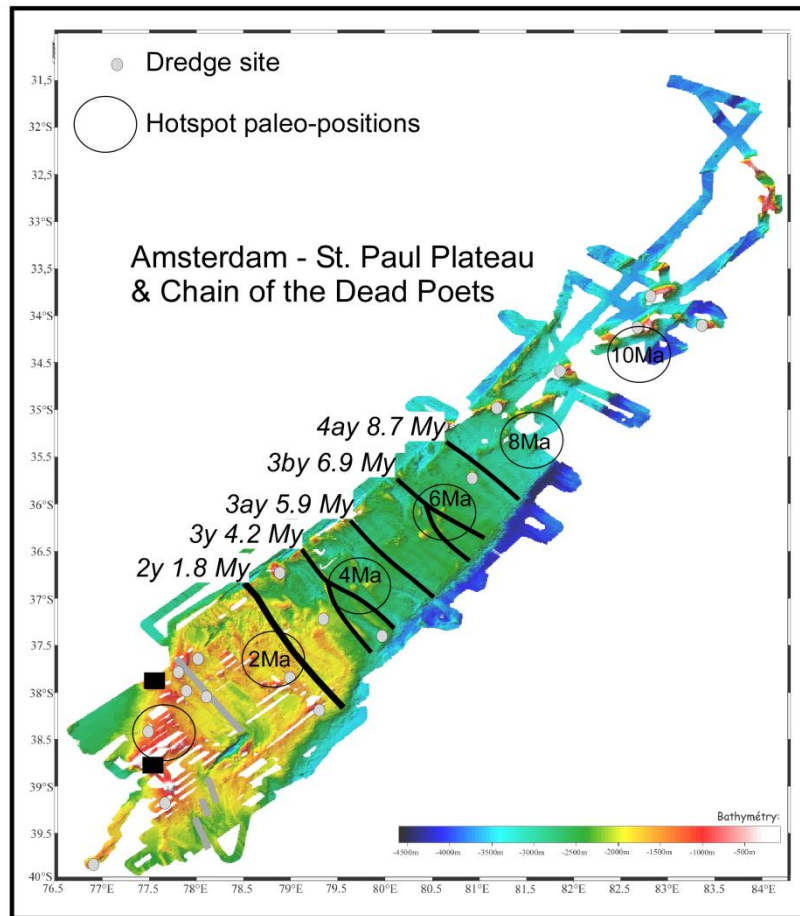 Dredge site
Hotspot paleo-positions
Amsterdam - St. Paul Plateau
& Chain of the Dead Poets
31,5
32°S
32,5
33°S
33,5
34°S
34.5
35°S
35.5
36°S
36.5
37°S
37.5
38°S
38.5
39°S
39.5
40°S
10Ma
8Ma
6Ma
4Ma
2Ma
4ay 8.7 My
3by 6.9 My
3ay 5.9 My
3y 4.2 My
2y 1.8 My
Bathymétry:
-4500m -4000m -3000m -2500m -2000m -1000m -500m
76.5 77°E 77.5 78°E 78.5 79°E 79.5 80°E 80.5 81°E 81.5 82°E 82.5 83°E 83.5 84°E